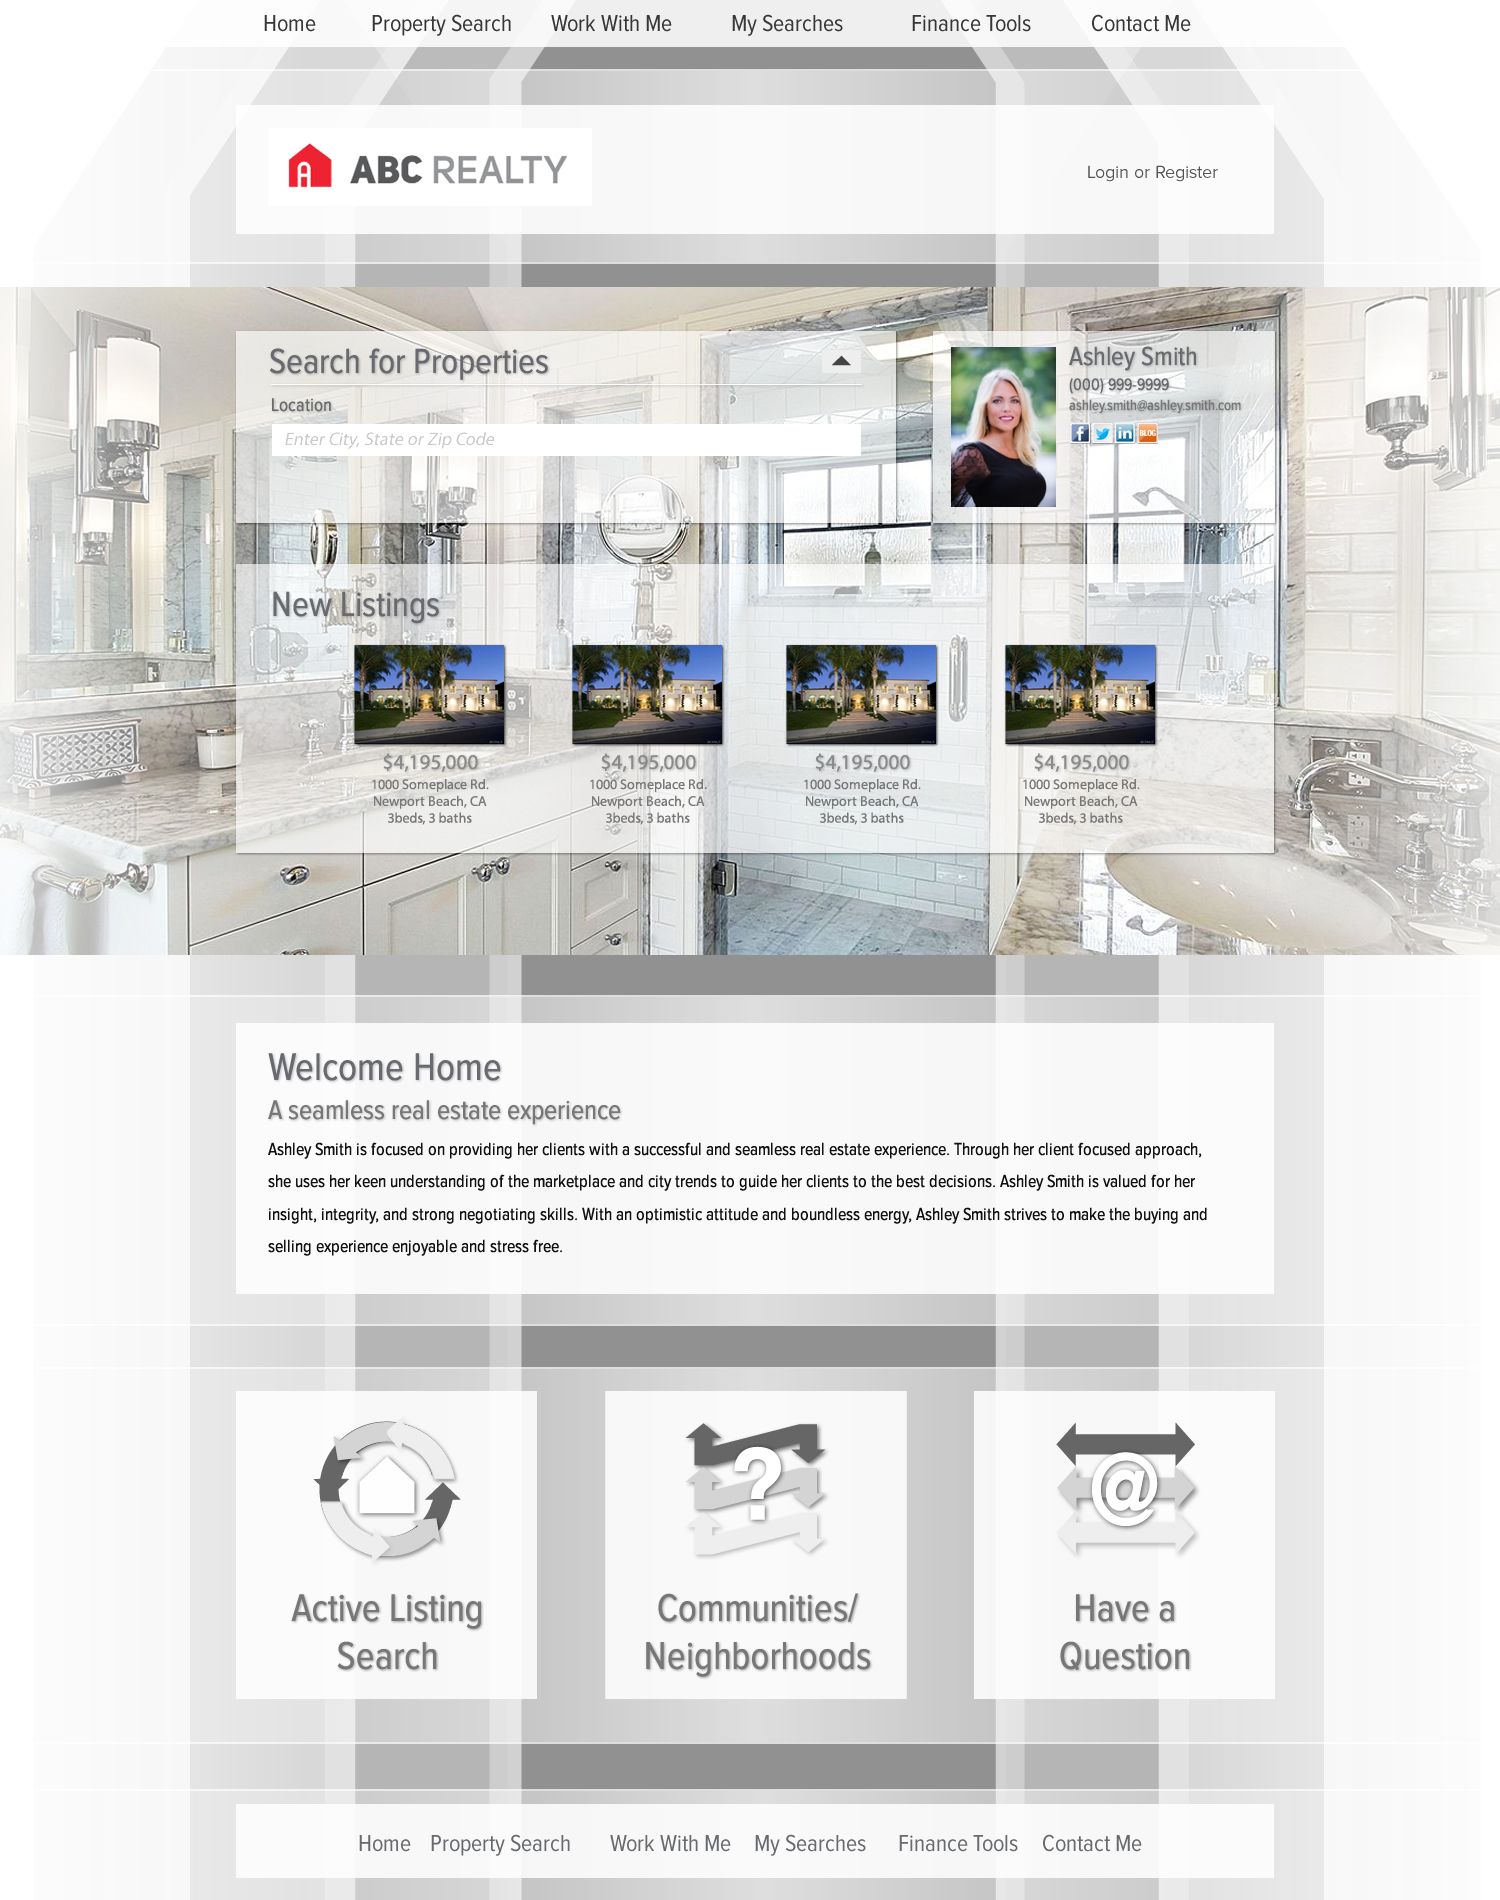 Home Property Search Work With Me My Searches Finance Tools Contact Me
ABC REALTY
Login or Register
Search for Properties
Location
Enter City, State or Zip Code
Ashley Smith
(000) 999-9999
ashley.smith@ashley.smith.com
BLOG
New Listings
$4,195,000
1000 Someplace Rd.
Newport Beach, CA
3beds, 3 baths
$4,195,000
1000 Someplace Rd.
Newport Beach, CA
3beds, 3 baths
$4,195,000
1000 Someplace Rd.
Newport Beach, CA
3beds, 3 baths
$4,195,000
1000 Someplace Rd.
Newport Beach, CA
3beds, 3 baths
Welcome Home
A seamless real estate experience
Ashley Smith is focused on providing her clients with a successful and seamless real estate experience. Through her client focused approach,
she uses her keen understanding of the marketplace and city trends to guide her clients to the best decisions. Ashley Smith is valued for her
insight, integrity, and strong negotiating skills. With an optimistic attitude and boundless energy, Ashley Smith strives to make the buying and
selling experience enjoyable and stress free.
?
@
Active Listing
Search
Communities/
Neighborhoods
Have a
Question
Home Property Search Work With Me My Searches Finance Tools Contact Me